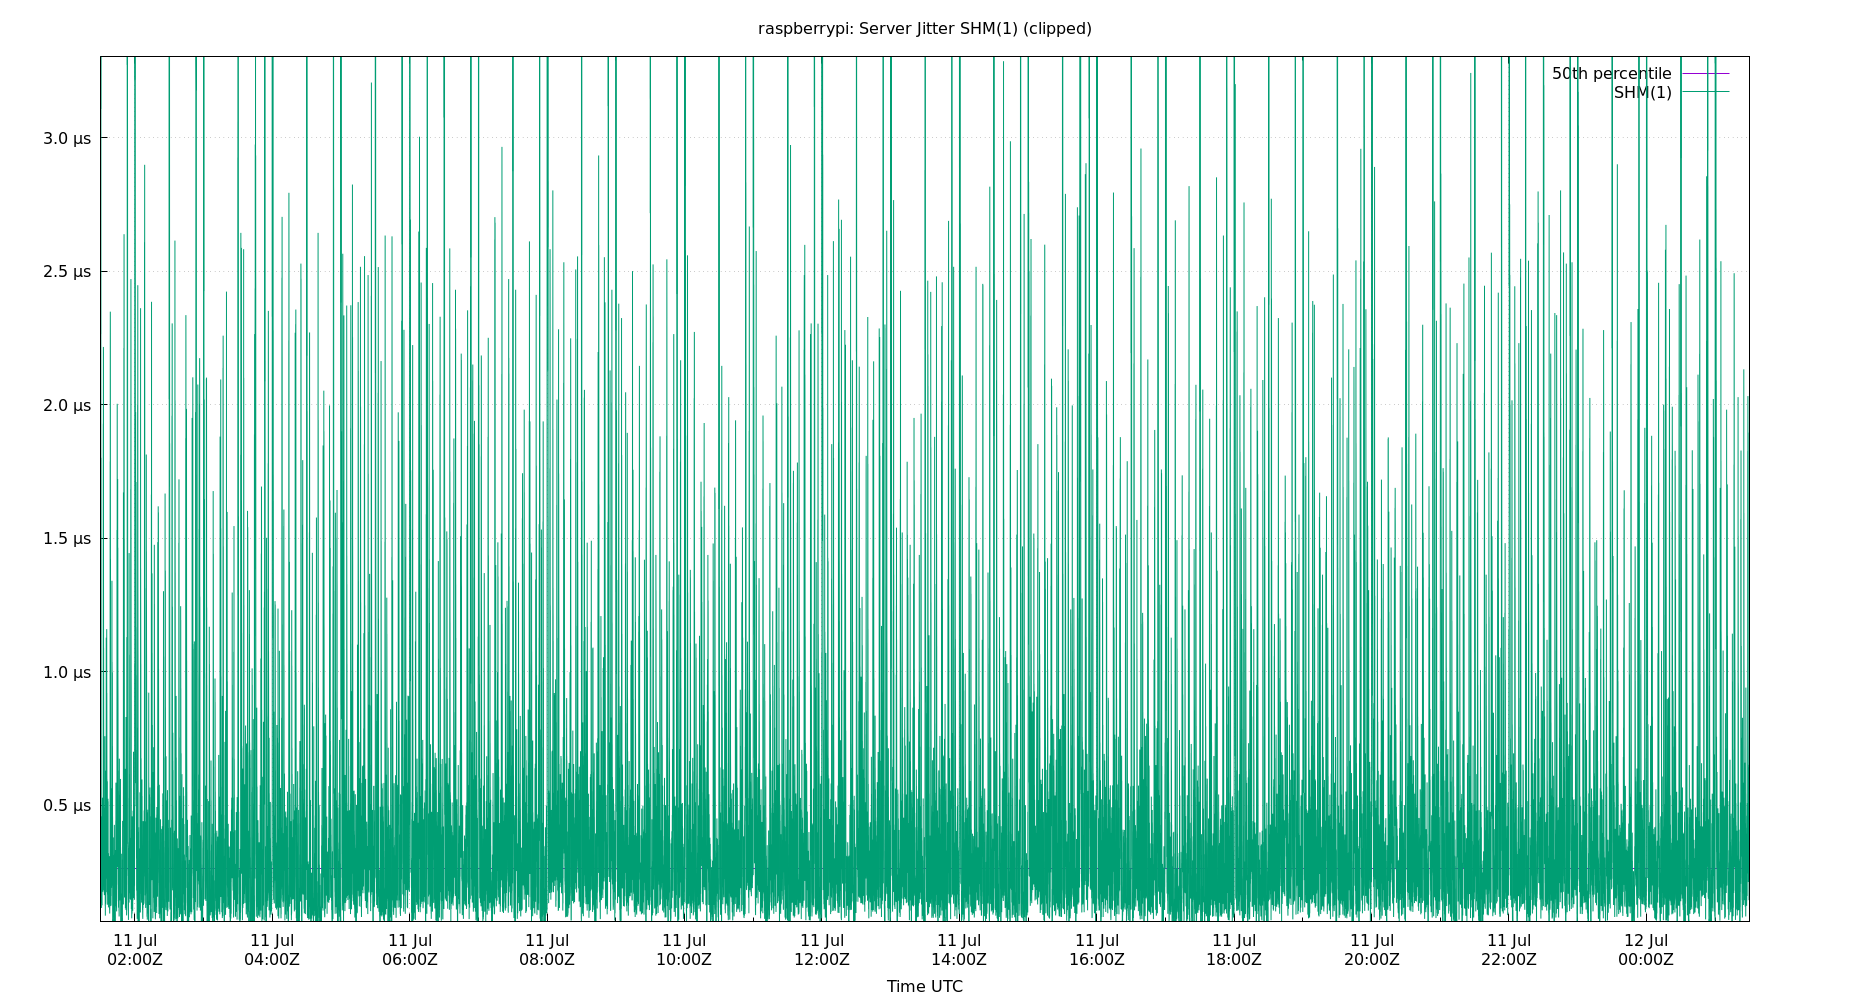 raspberrypi: Server Jitter SHM(1) (clipped)
50th percentile
SHM(1)
3.0 µs
2.5 µs
2.0 µs
1.5 µs
1.0 µs
0.5 µs
11 Jul 11 Jul 11 Jul 11 Jul 11 Jul 11 Jul 11 Jul 11 Jul 11 Jul 11 Jul 11 Jul 12 Jul
02:00Z 04:00Z 06:00Z 08:00Z 10:00Z 12:00Z 14:00Z 16:00Z 18:00Z 20:00Z 22:00Z 00:00Z
Time UTC